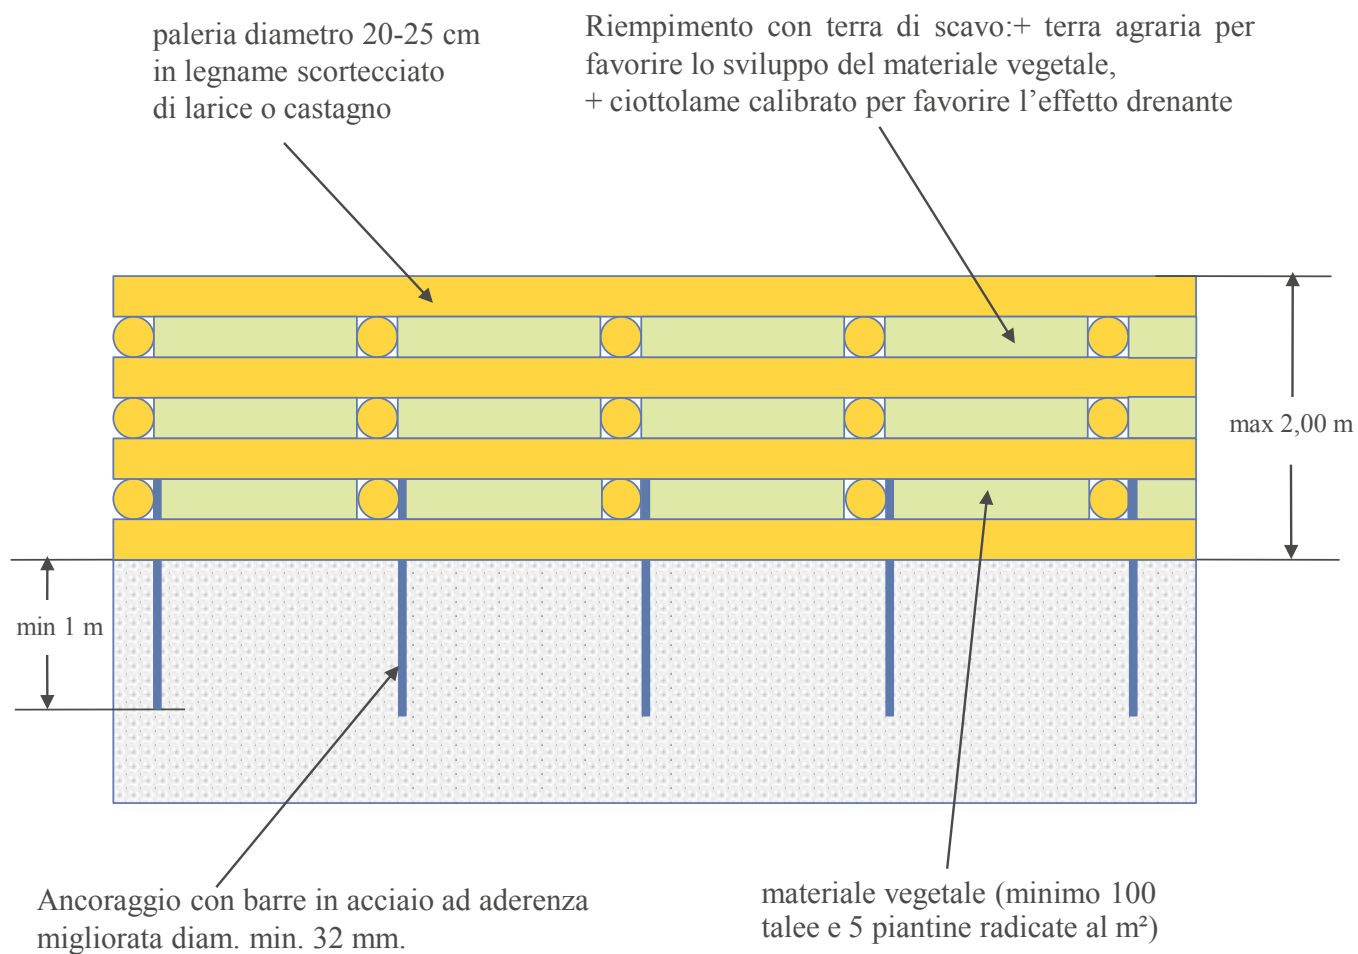 paleria diametro 20-25 cm
in legname scortecciato
di larice o castagno
Riempimento con terra di scavo:+ terra agraria per
favorire lo sviluppo del materiale vegetale,
+ ciottolame calibrato per favorire l’effetto drenante
max 2,00 m
min 1 m
Ancoraggio con barre in acciaio ad aderenza
migliorata diam. min. 32 mm.
materiale vegetale (minimo 100
talee e 5 piantine radicate al m²)